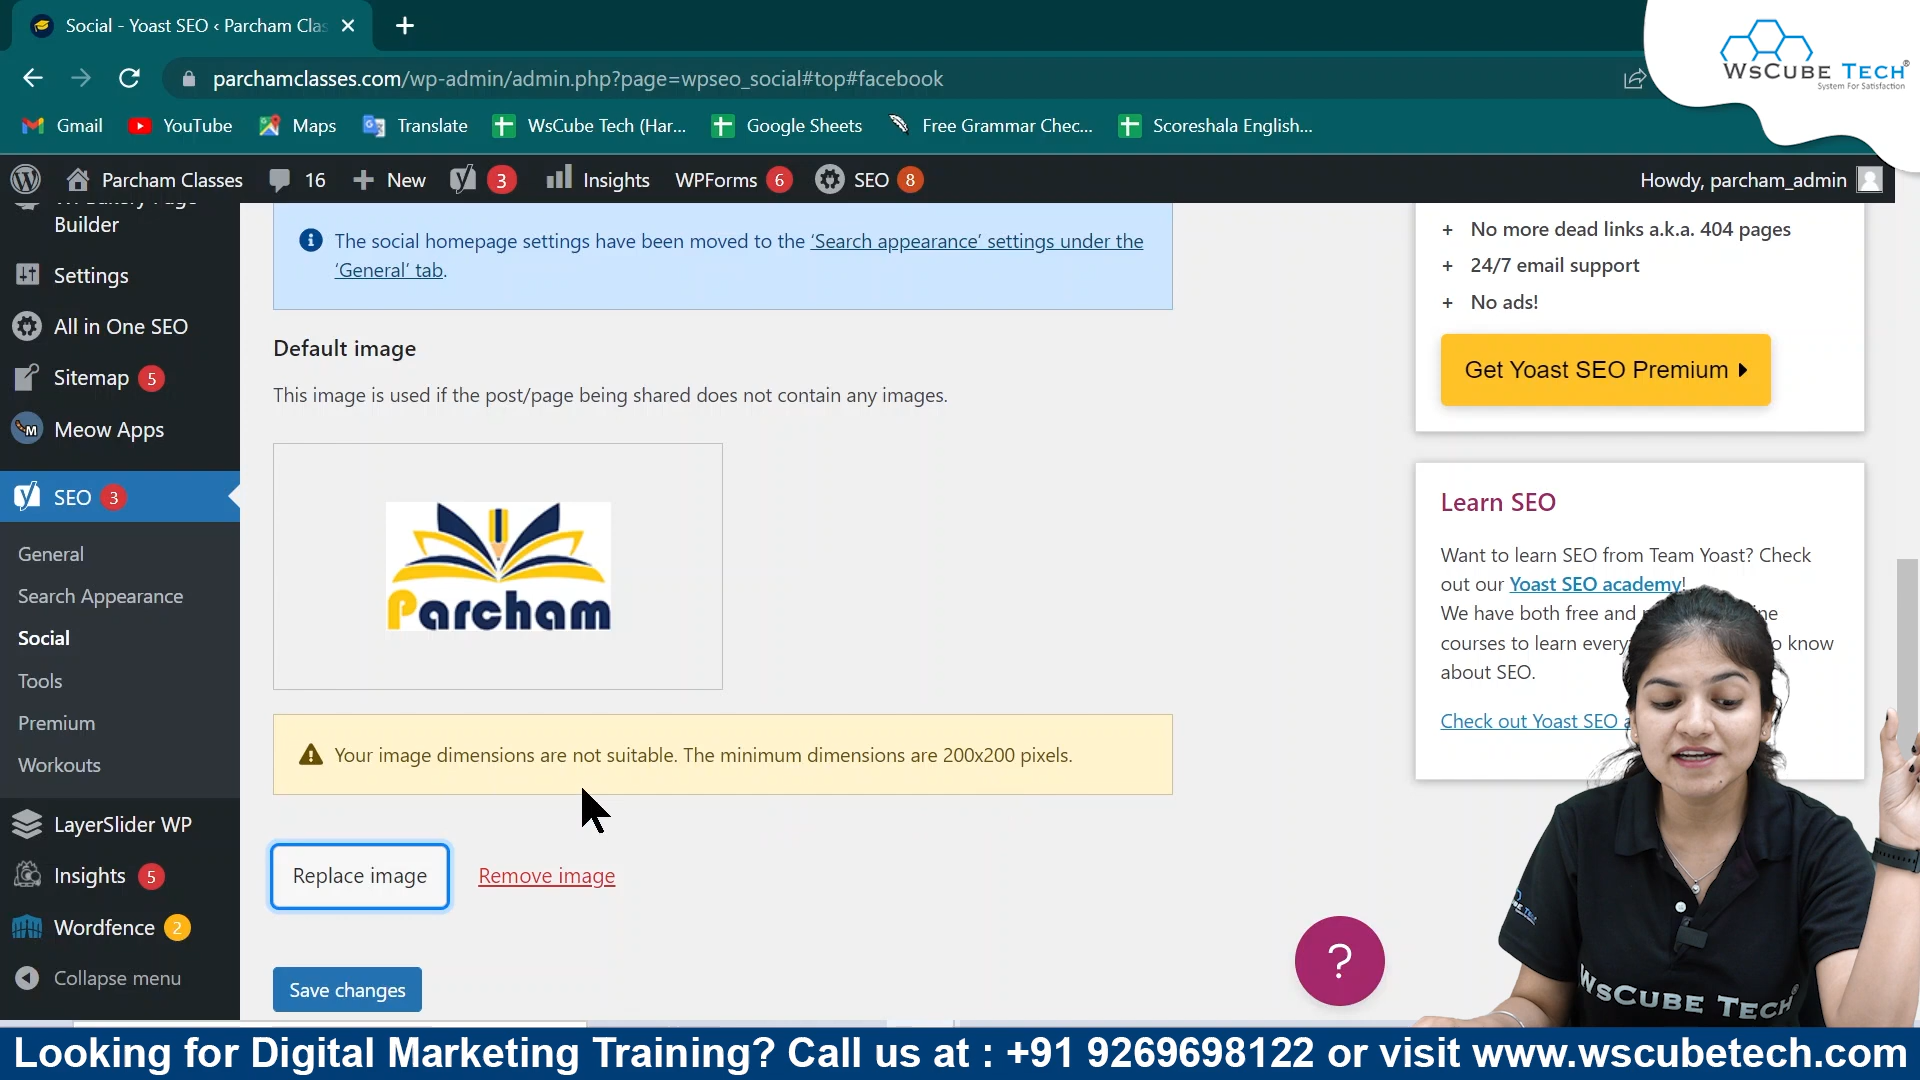 Social - Yoast SEO ‹ Parcham Clas
parchamclasses.com/wp-admin/admin.php?page=wpseo_social#top#facebook
WsCube Tech®
System For Satisfaction
Gmail YouTube Maps Translate WsCube Tech (Har... Google Sheets Free Grammar Chec... Scoreshala English...
Parcham Classes 16 New 3 Insights WPForms 6 SEO 8 Howdy, parcham_admin
Builder
Settings
All in One SEO
Sitemap 5
Meow Apps
SEO 3
General
Search Appearance
Social
Tools
Premium
Workouts
LayerSlider WP
Insights 5
Wordfence 2
Collapse menu
The social homepage settings have been moved to the 'Search appearance' settings under the
'General' tab.
Default image
This image is used if the post/page being shared does not contain any images.
Parcham
Your image dimensions are not suitable. The minimum dimensions are 200x200 pixels.
Replace image Remove image
Save changes
+ No more dead links a.k.a. 404 pages
+ 24/7 email support
+ No ads!
Get Yoast SEO Premium
Learn SEO
Want to learn SEO from Team Yoast? Check
out our Yoast SEO academy!
We have both free and
courses to learn every know
about SEO.
Check out Yoast SEO
?
WsCube Tech®
Looking for Digital Marketing Training? Call us at : +91 9269698122 or visit www.wscubetech.com